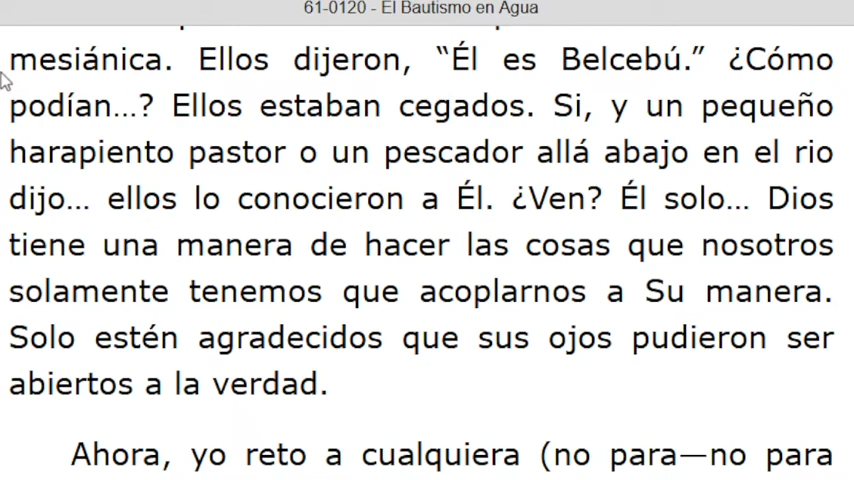 61-0120 - El Bautismo en Agua
mesiánica. Ellos dijeron, “Él es Belcebú.” ¿Cómo
podían…? Ellos estaban cegados. Si, y un pequeño
harapiento pastor o un pescador allá abajo en el rio
dijo… ellos lo conocieron a Él. ¿Ven? Él solo… Dios
tiene una manera de hacer las cosas que nosotros
solamente tenemos que acoplarnos a Su manera.
Solo estén agradecidos que sus ojos pudieron ser
abiertos a la verdad.
Ahora, yo reto a cualquiera (no para—no para